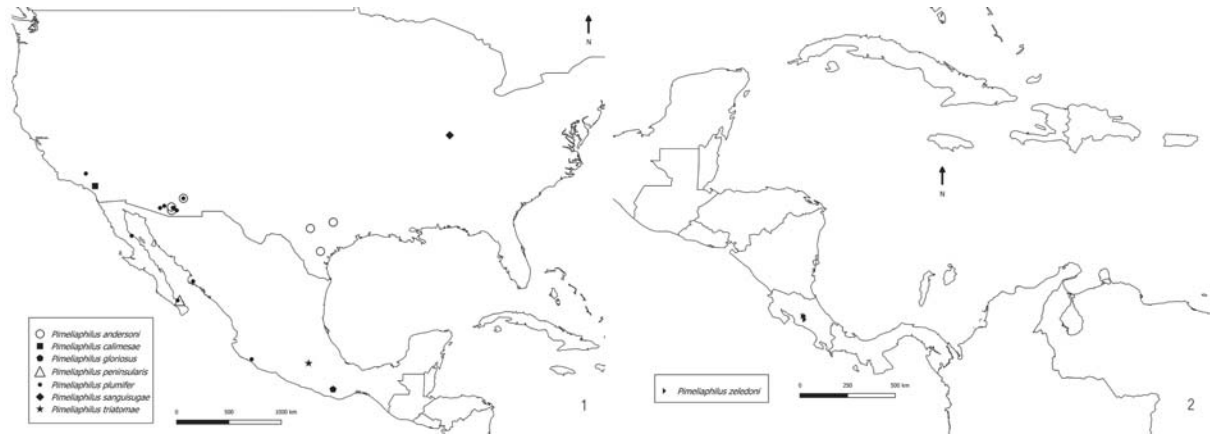 N
Pimeliaphilus andersoni
Pimeliaphilus calimesae
Pimeliaphilus gloriosus
Pimeliaphilus peninsularis
Pimeliaphilus plumifer
Pimeliaphilus sanguisugae
Pimeliaphilus triatomae
0 500 1000 km
1
N
Pimeliaphilus zeledoni
0 250 500 km
2